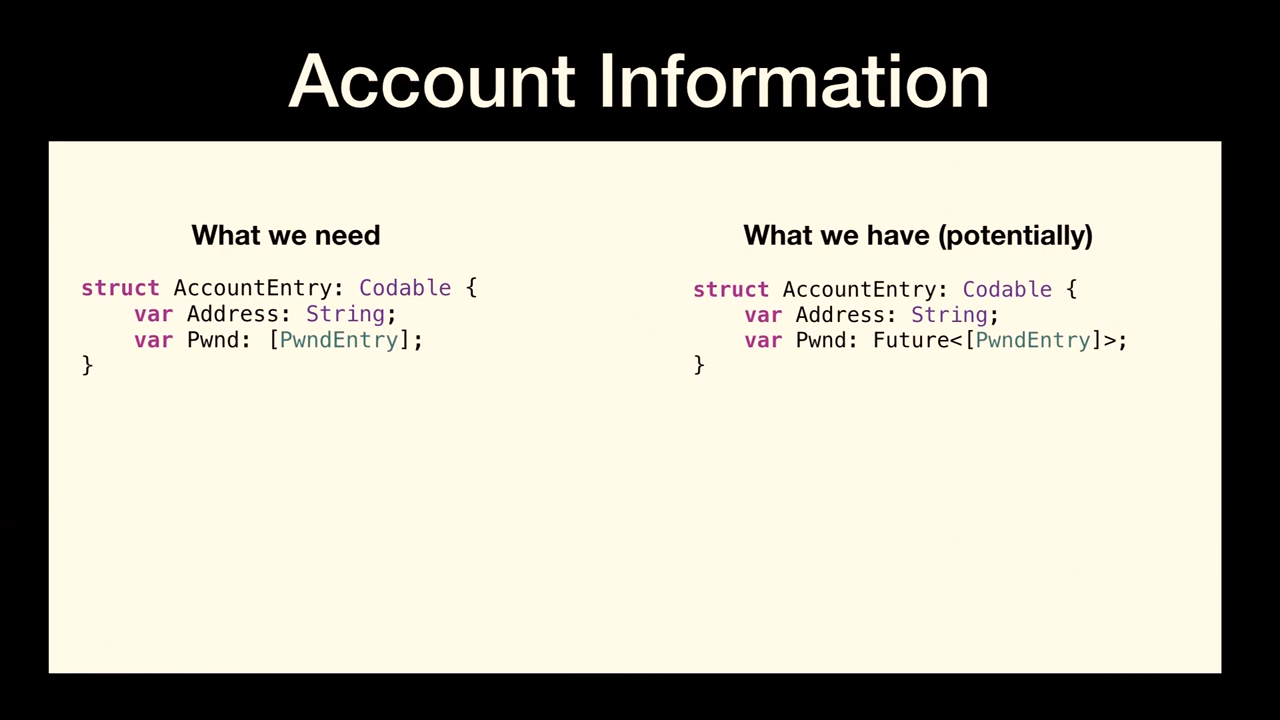 Account Information
What we need
struct AccountEntry: Codable {
    var Address: String;
    var Pwnd: [PwndEntry];
}
What we have (potentially)
struct AccountEntry: Codable {
    var Address: String;
    var Pwnd: Future<[PwndEntry]>;
}